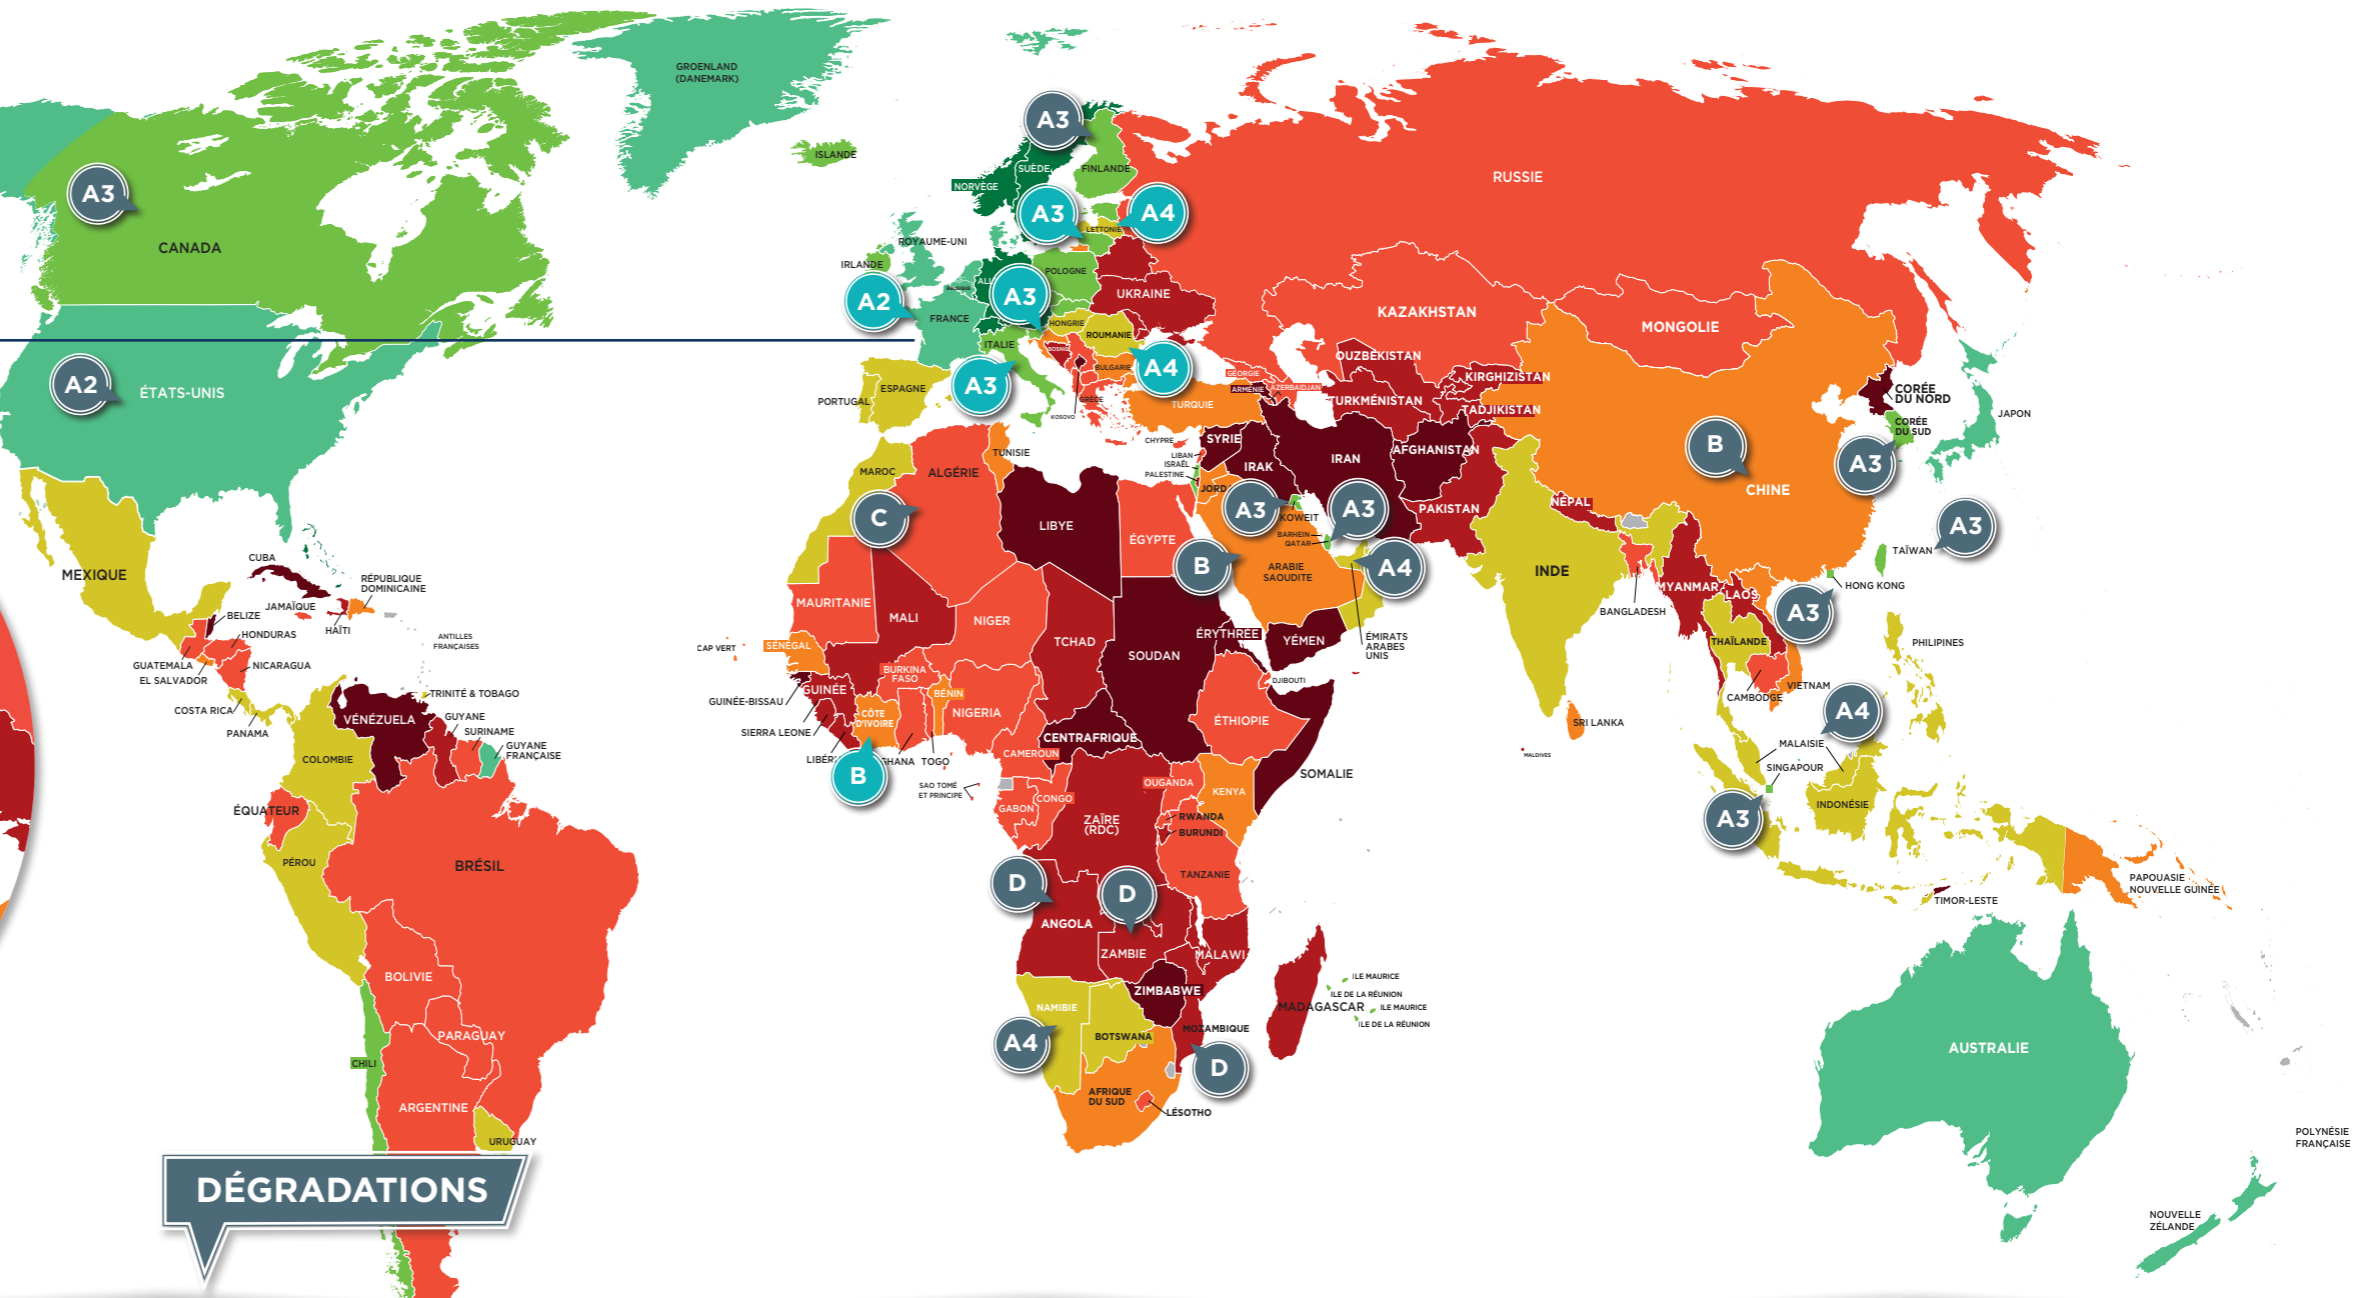 GROENLAND
(DANEMARK)
A3
ISLANDE
SUÈDE
FINLANDE
NORVÈGE
RUSSIE
A3
CANADA
A3
A4
LETTONIE
ROYAUME-UNI
IRLANDE
POLOGNE
A2
A3
UKRAINE
FRANCE
HONGRIE
ROUMANIE
ITALIE
BOSNIE
BULGARIE
KAZAKHSTAN
MONGOLIE
A2
ÉTATS-UNIS
A3
A4
PORTUGAL
ESPAGNE
KOSOVO
GRÈCE
TURQUIE
GÉORGIE
ARMÉNIE
AZERBAIDJAN
OUZBÉKISTAN
KIRGHIZISTAN
TURKMÉNISTAN
TADJIKISTAN
CORÉE
DU NORD
CORÉE
DU SUD
JAPON
A3
B
CHINE
CHYPRE
SYRIE
LIBAN
ISRAËL
PALESTINE
IRAK
IRAN
AFGHANISTAN
JORD
A3
KOWEIT
A3
BARHEIN
QATAR
PAKISTAN
NÉPAL
MAROC
ALGÉRIE
TUNISIE
C
LIBYE
ÉGYPTE
B
ARABIE
SAOUDITE
A4
INDE
A3
TAÏWAN
HONG KONG
MEXIQUE
CUBA
RÉPUBLIQUE
DOMINICAINE
JAMAÏQUE
BELIZE
HAÏTI
HONDURAS
ANTILLES
FRANÇAISES
GUATEMALA
NICARAGUA
EL SALVADOR
TRINITÉ & TOBAGO
COSTA RICA
PANAMA
VÉNÉZUELA
GUYANE
SURINAME
GUYANE
FRANÇAISE
COLOMBIE
ÉQUATEUR
PÉROU
BRÉSIL
BOLIVIE
PARAGUAY
CHILI
ARGENTINE
URUGUAY
MAURITANIE
MALI
NIGER
TCHAD
SOUDAN
ÉRYTHRÉE
YÉMEN
ÉMIRATS
ARABES
UNIS
CAP VERT
SÉNÉGAL
BURKINA
FASO
GUINÉE-BISSAU
GUINÉE
BÉNIN
CÔTE
D'IVOIRE
NIGERIA
SIERRA LEONE
LIBÉRI
GHANA
TOGO
B
CAMEROUN
CENTRAFRIQUE
ÉTHIOPIE
DJIBOUTI
SOMALIE
SAO TOMÉ
ET PRINCIPE
GABON
CONGO
OUGANDA
KENYA
ZAÏRE
(RDC)
RWANDA
BURUNDI
TANZANIE
D
D
ANGOLA
ZAMBIE
MALAWI
ZIMBABWE
NAMIBIE
A4
BOTSWANA
MOZAMBIQUE
D
AFRIQUE
DU SUD
LÉSOTHO
MADAGASCAR
ILE MAURICE
ILE DE LA RÉUNION
ILE MAURICE
ILE DE LA RÉUNION
BANGLADESH
MYANMAR
LAOS
A3
THAÏLANDE
PHILIPINES
CAMBODGE
VIETNAM
SRI LANKA
MALDIVES
A4
MALAISIE
SINGAPOUR
A3
INDONÉSIE
PAPOUASIE
NOUVELLE GUINÉE
TIMOR-LESTE
AUSTRALIE
POLYNÉSIE
FRANÇAISE
NOUVELLE
ZÉLANDE
DÉGRADATIONS